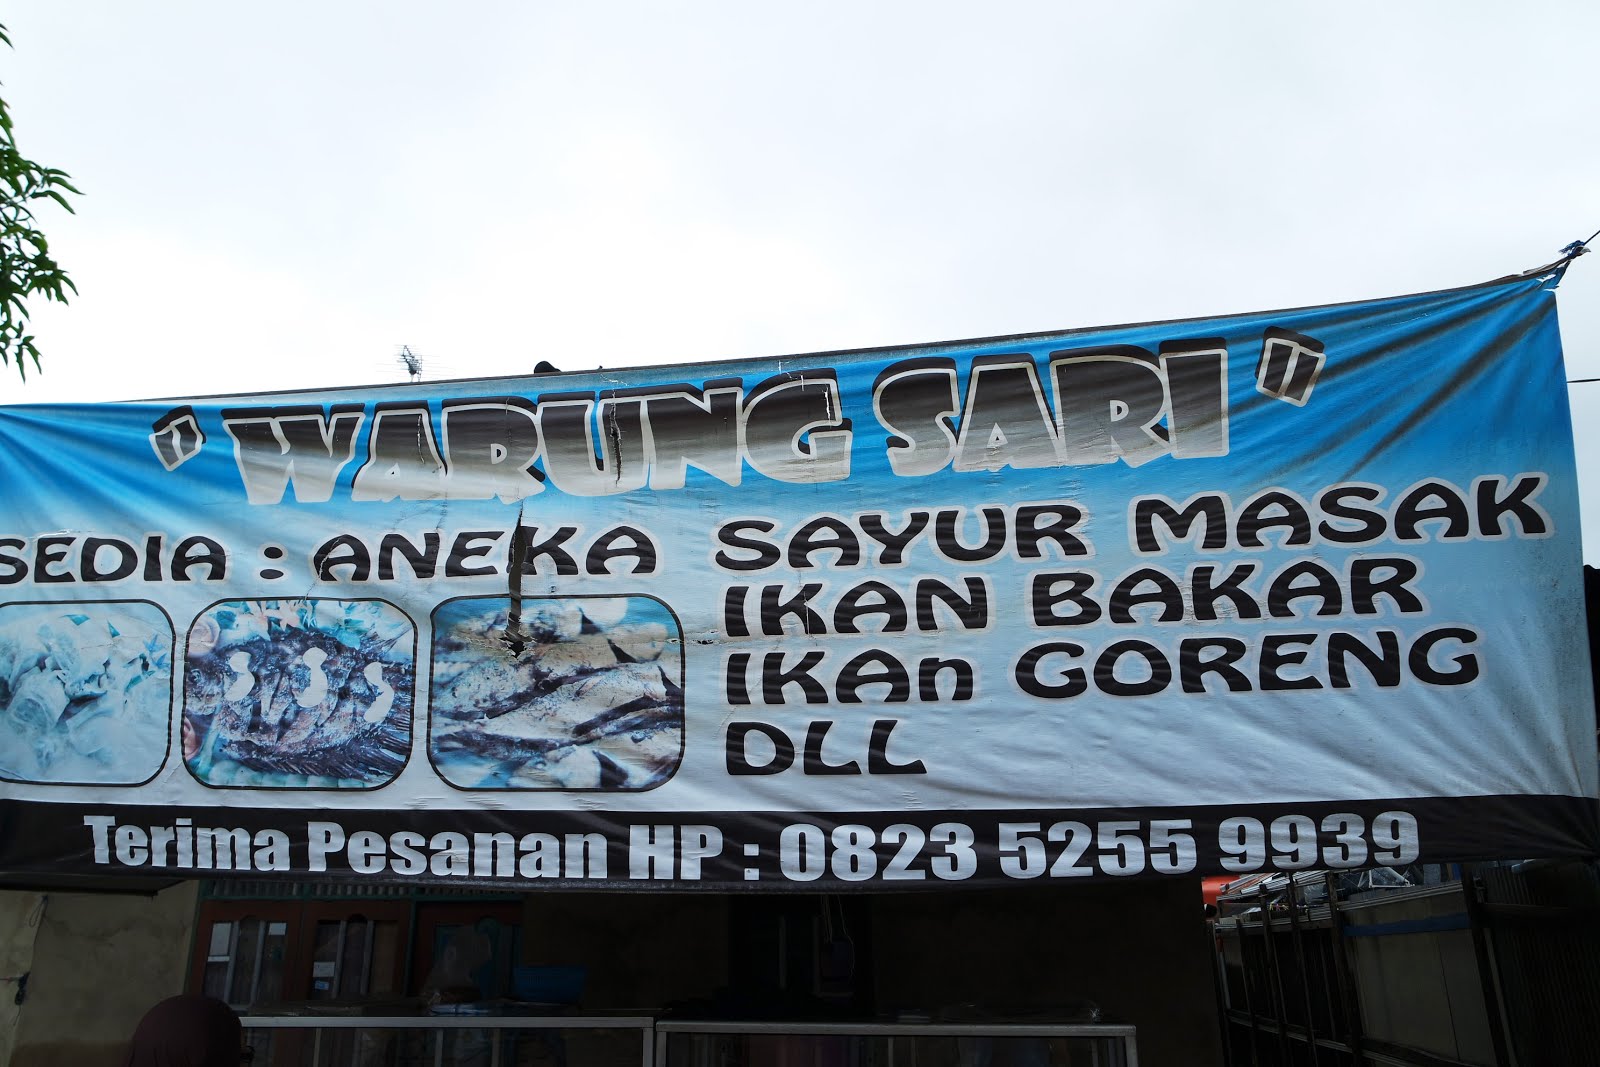 "WARUNG SARI"
SEDIA : ANEKA SAYUR MASAK
IKAN BAKAR
IKAn GORENG
DLL
Terima Pesanan HP : 0823 5255 9939